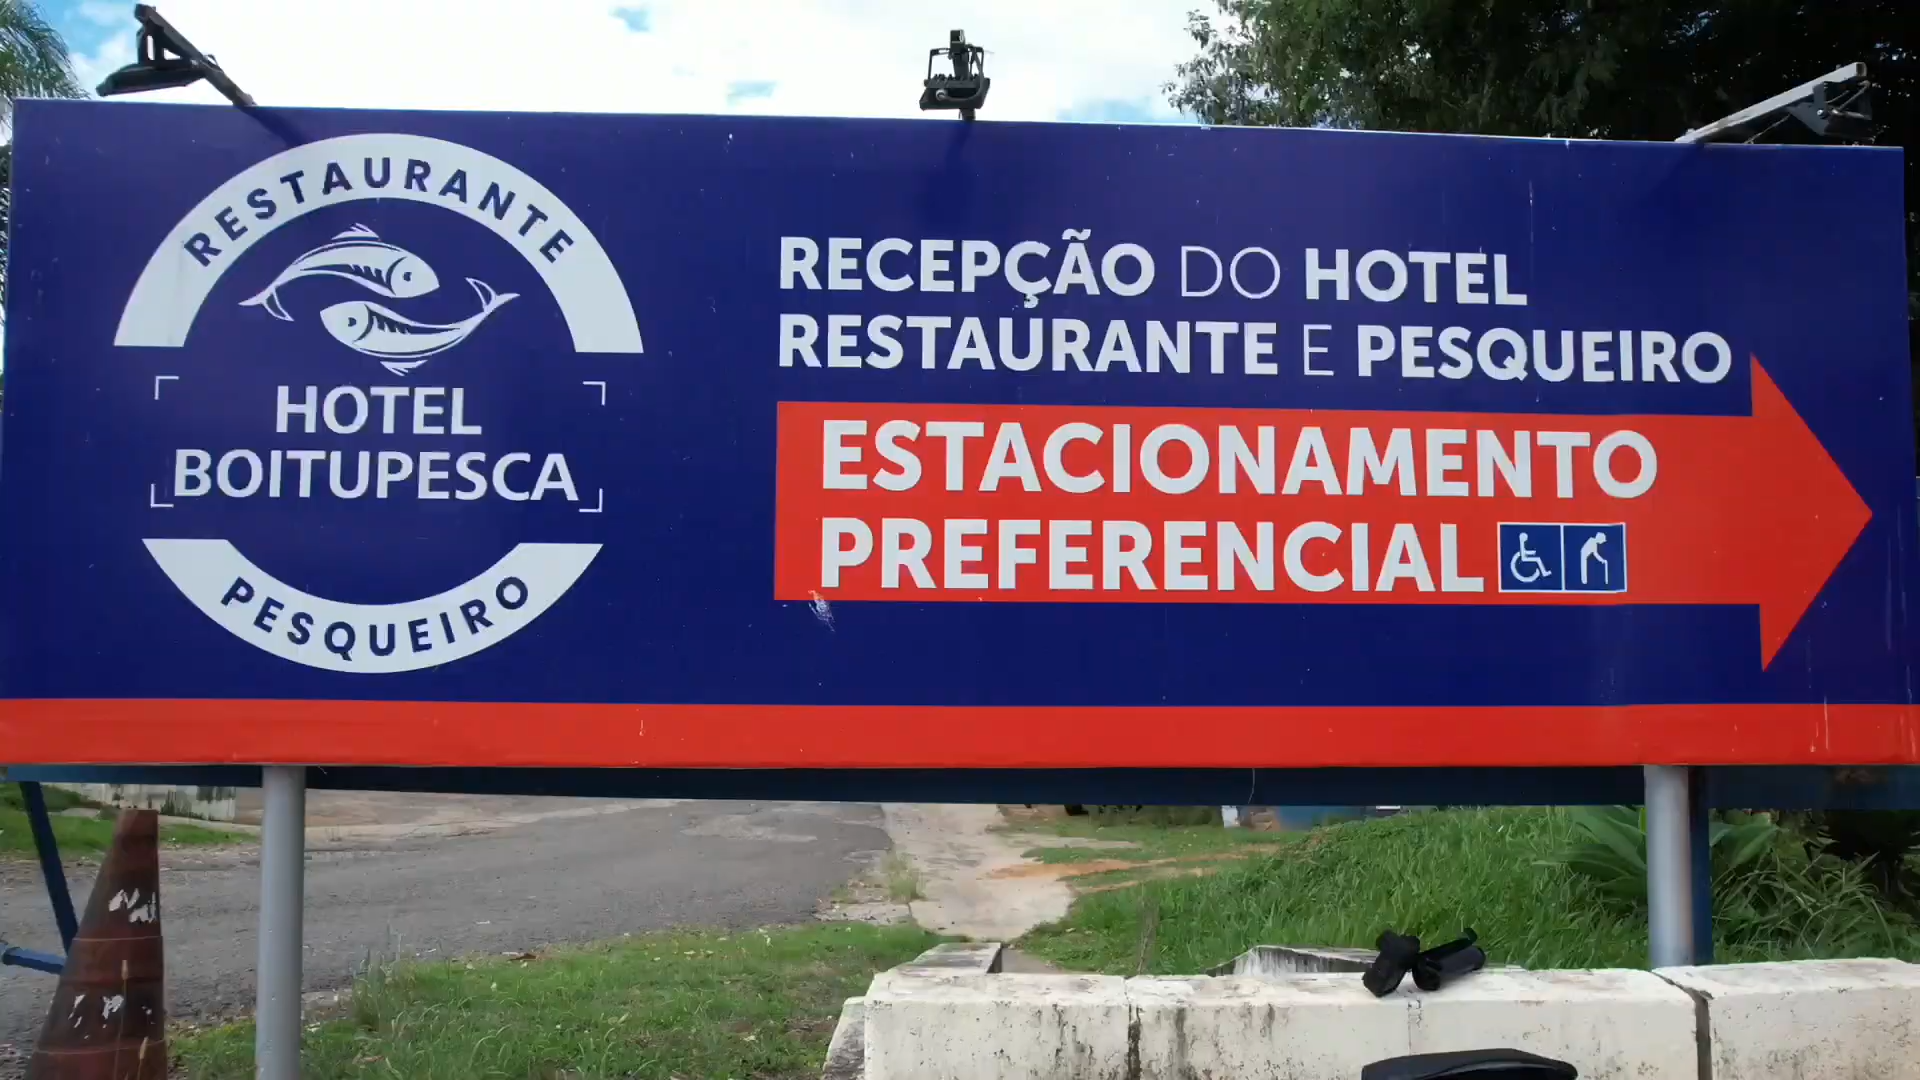 RESTAURANTE
HOTEL
BOITUPESCA
PESQUEIRO
RECEPÇÃO DO HOTEL
RESTAURANTE E PESQUEIRO
ESTACIONAMENTO
PREFERENCIAL